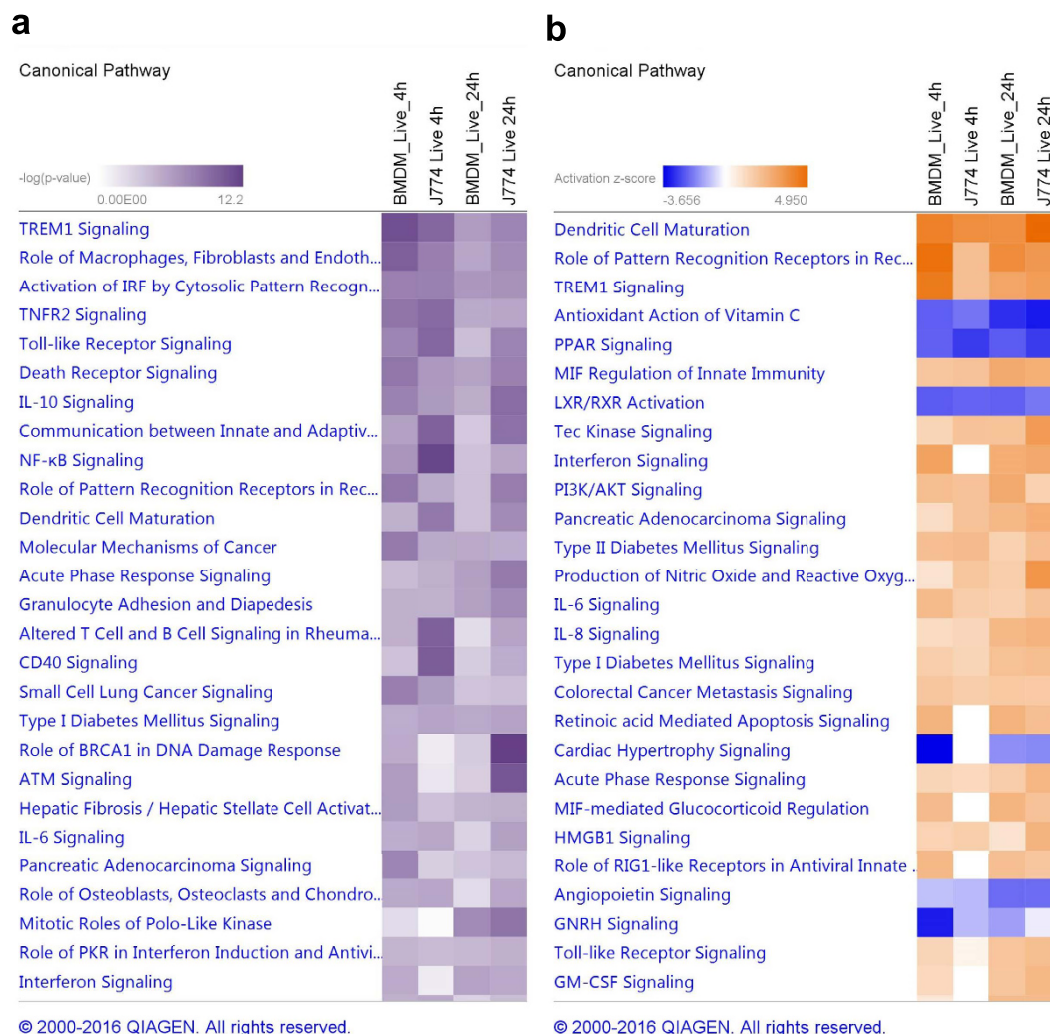 a
Canonical Pathway
BMDM_Live_4h
J774 Live 4h
BMDM_Live_24h
J774 Live 24h
-log(p-value)
0.00E00 12.2
TREM1 Signaling
Role of Macrophages, Fibroblasts and Endoth...
Activation of IRF by Cytosolic Pattern Recogn...
TNFR2 Signaling
Toll-like Receptor Signaling
Death Receptor Signaling
IL-10 Signaling
Communication between Innate and Adaptiv...
NF-κB Signaling
Role of Pattern Recognition Receptors in Rec...
Dendritic Cell Maturation
Molecular Mechanisms of Cancer
Acute Phase Response Signaling
Granulocyte Adhesion and Diapedesis
Altered T Cell and B Cell Signaling in Rheuma...
CD40 Signaling
Small Cell Lung Cancer Signaling
Type I Diabetes Mellitus Signaling
Role of BRCA1 in DNA Damage Response
ATM Signaling
Hepatic Fibrosis / Hepatic Stellate Cell Activat...
IL-6 Signaling
Pancreatic Adenocarcinoma Signaling
Role of Osteoblasts, Osteoclasts and Chondro...
Mitotic Roles of Polo-Like Kinase
Role of PKR in Interferon Induction and Antivi...
Interferon Signaling
© 2000-2016 QIAGEN. All rights reserved.
b
Canonical Pathway
BMDM_Live_4h
J774 Live 4h
BMDM_Live_24h
J774 Live 24h
Activation z-score
-3.656 4.950
Dendritic Cell Maturation
Role of Pattern Recognition Receptors in Rec...
TREM1 Signaling
Antioxidant Action of Vitamin C
PPAR Signaling
MIF Regulation of Innate Immunity
LXR/RXR Activation
Tec Kinase Signaling
Interferon Signaling
PI3K/AKT Signaling
Pancreatic Adenocarcinoma Signaling
Type II Diabetes Mellitus Signaling
Production of Nitric Oxide and Reactive Oxyg...
IL-6 Signaling
IL-8 Signaling
Type I Diabetes Mellitus Signaling
Colorectal Cancer Metastasis Signaling
Retinoic acid Mediated Apoptosis Signaling
Cardiac Hypertrophy Signaling
Acute Phase Response Signaling
MIF-mediated Glucocorticoid Regulation
HMGB1 Signaling
Role of RIG1-like Receptors in Antiviral Innate .
Angiopoietin Signaling
GNRH Signaling
Toll-like Receptor Signaling
GM-CSF Signaling
© 2000-2016 QIAGEN. All rights reserved.